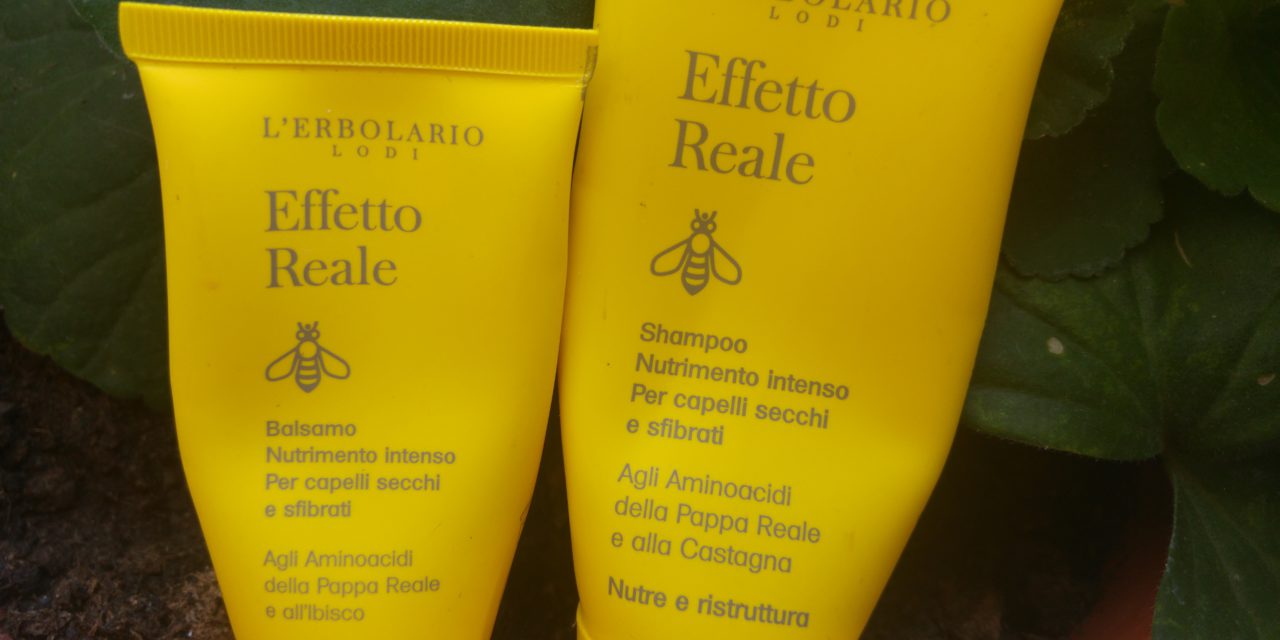 L'ERBOLARIO
LODI
Effetto
Reale
Balsamo
Nutrimento intenso
Per capelli secchi
e sfibrati
Agli Aminoacidi
della Pappa Reale
e all'Ibisco
LODI
Effetto
Reale
Shampoo
Nutrimento intenso
Per capelli secchi
e sfibrati
Agli Aminoacidi
della Pappa Reale
e alla Castagna
Nutre e ristruttura